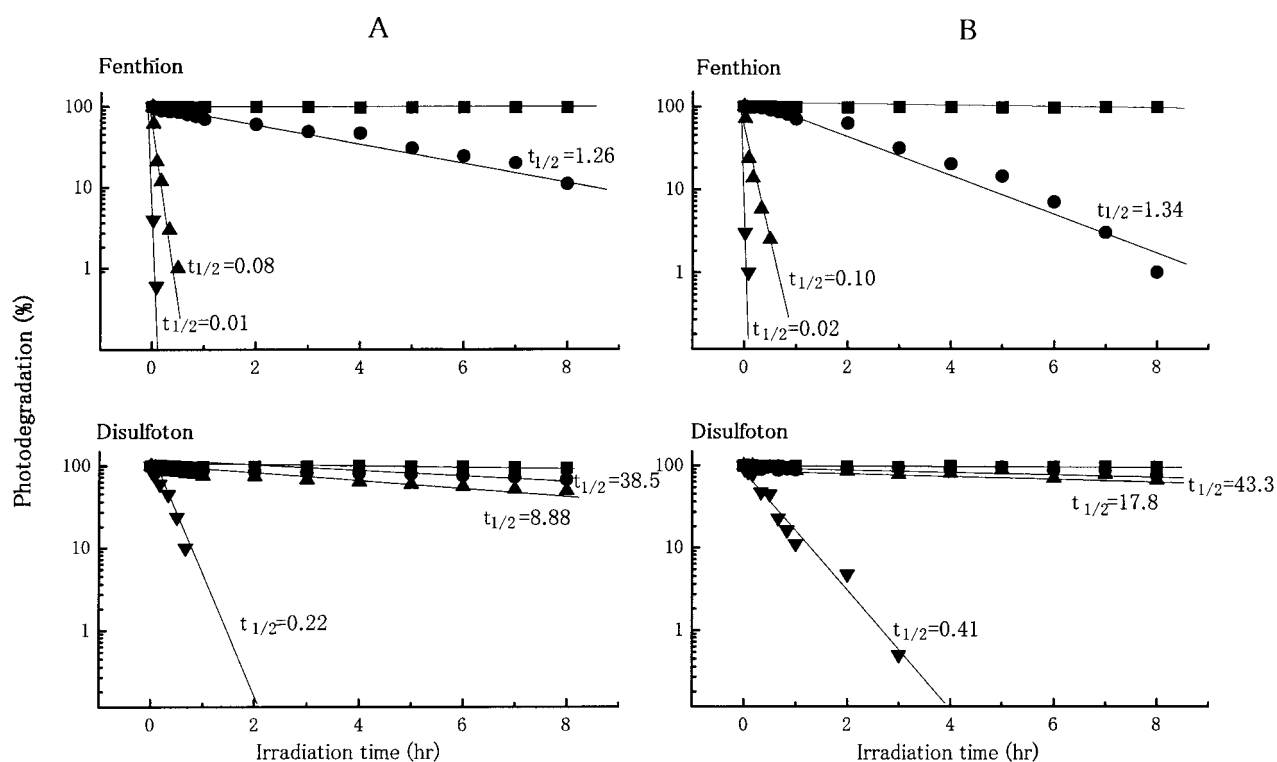 A
B
Photodegradation (%)
Fenthion
100
10
1
t1/2=1.26
t1/2=0.08
t1/2=0.01
0 2 4 6 8
Fenthion
100
10
1
t1/2=1.34
t1/2=0.10
t1/2=0.02
0 2 4 6 8
Disulfoton
100
10
1
t1/2=38.5
t1/2=8.88
t1/2=0.22
0 2 4 6 8
Irradiation time (hr)
Disulfoton
100
10
1
t1/2=43.3
t1/2=17.8
t1/2=0.41
0 2 4 6 8
Irradiation time (hr)